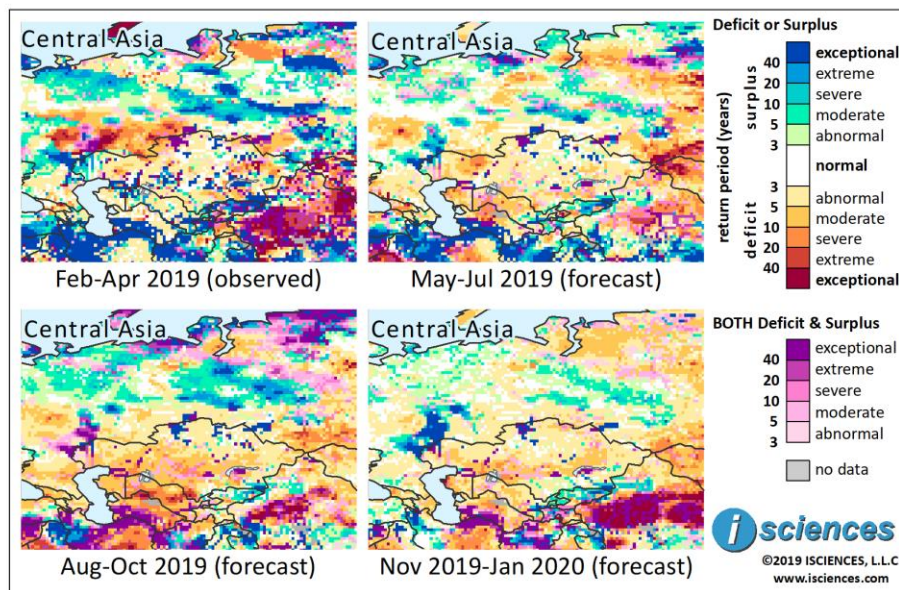 Central Asia
Central Asia
Feb-Apr 2019 (observed)
May-Jul 2019 (forecast)
Central Asia
Central Asia
Aug-Oct 2019 (forecast)
Nov 2019-Jan 2020 (forecast)
Deficit or Surplus
return period (years)
surplus
deficit
40
20
10
5
3
3
5
10
20
40
exceptional
extreme
severe
moderate
abnormal
normal
abnormal
moderate
severe
extreme
exceptional
BOTH Deficit & Surplus
40
20
10
5
3
exceptional
extreme
severe
moderate
abnormal
no data
i sciences
©2019 ISCIENCES, L.L.C.
www.isciences.com